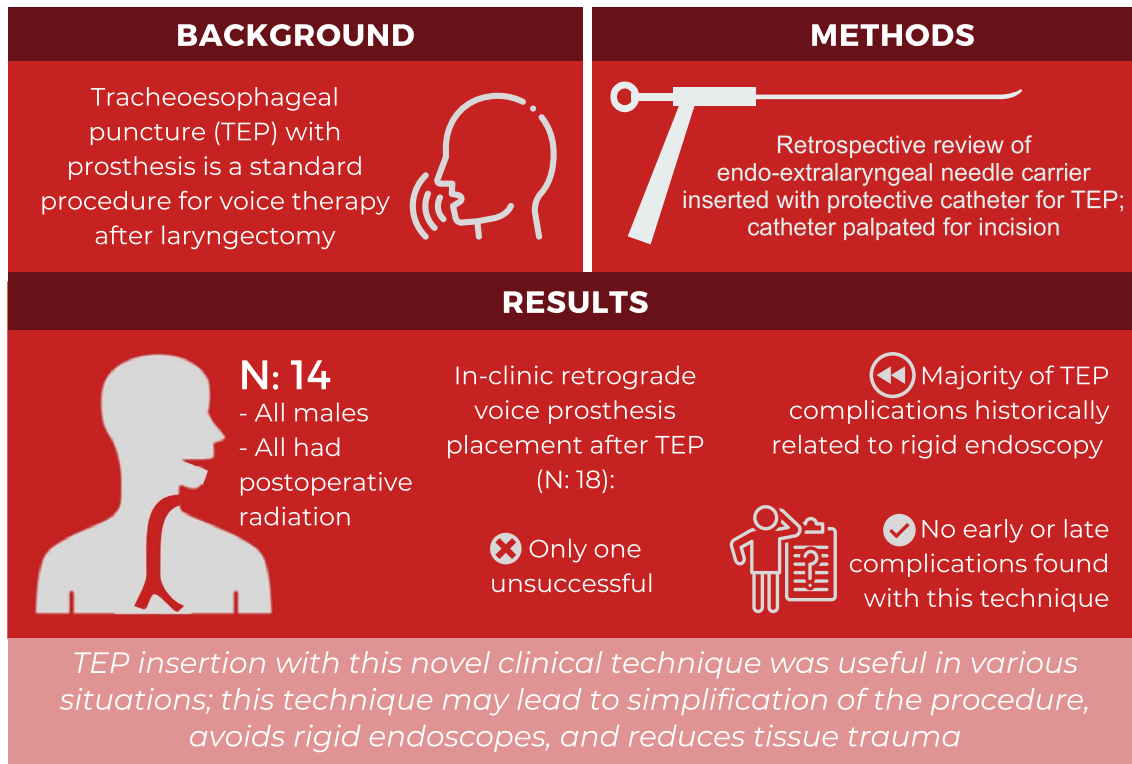 BACKGROUND
Tracheoesophageal
puncture (TEP) with
prosthesis is a standard
procedure for voice therapy
after laryngectomy
METHODS
Retrospective review of
endo-extralaryngeal needle carrier
inserted with protective catheter for TEP;
catheter palpated for incision
RESULTS
N: 14
- All males
- All had
postoperative
radiation
In-clinic retrograde
voice prosthesis
placement after TEP
(N: 18):
Only one
unsuccessful
Majority of TEP
complications historically
related to rigid endoscopy
?
No early or late
complications found
with this technique
TEP insertion with this novel clinical technique was useful in various
situations; this technique may lead to simplification of the procedure,
avoids rigid endoscopes, and reduces tissue trauma